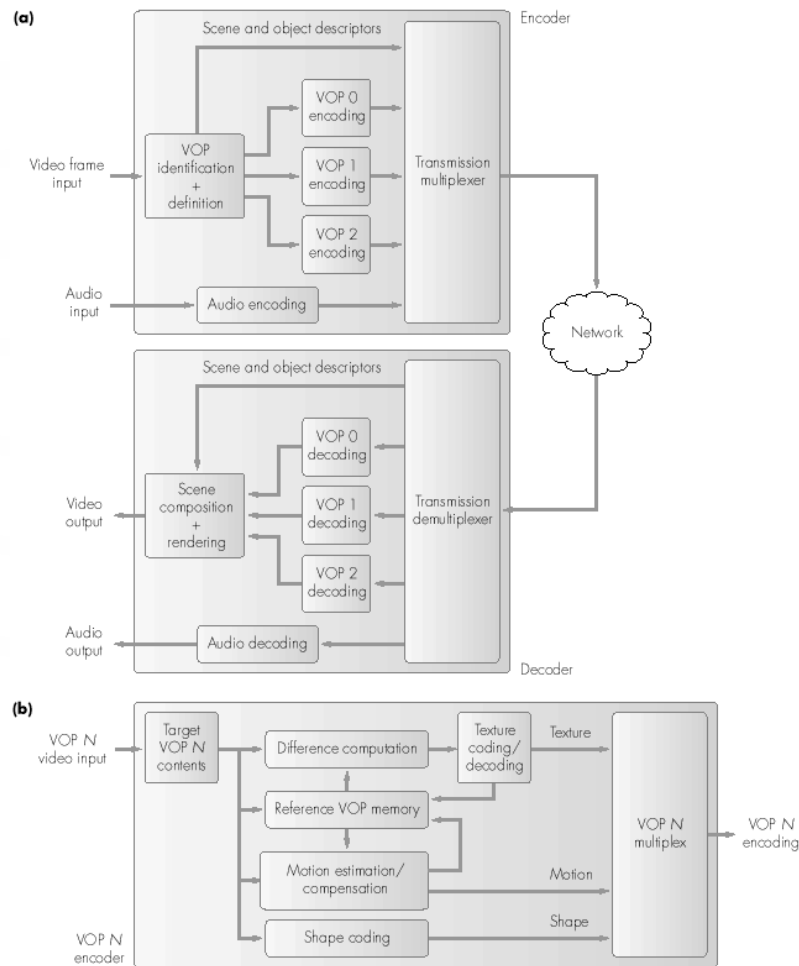 (a)
Encoder
Scene and object descriptors
VOP 0
encoding
VOP
identification
+
definition
Video frame
input
VOP 1
encoding
Transmission
multiplexer
VOP 2
encoding
Audio
input
Audio encoding
Network
Scene and object descriptors
VOP 0
decoding
Video
output
Scene
composition
+
rendering
VOP 1
decoding
Transmission
demultiplexer
VOP 2
decoding
Audio
output
Audio decoding
Decoder
(b)
VOP N
video input
Target
VOP N
contents
Difference computation
Texture
coding/
decoding
Texture
Reference VOP memory
VOP N
multiplex
VOP N
encoding
Motion estimation/
compensation
Motion
Shape coding
Shape
VOP N
encoder